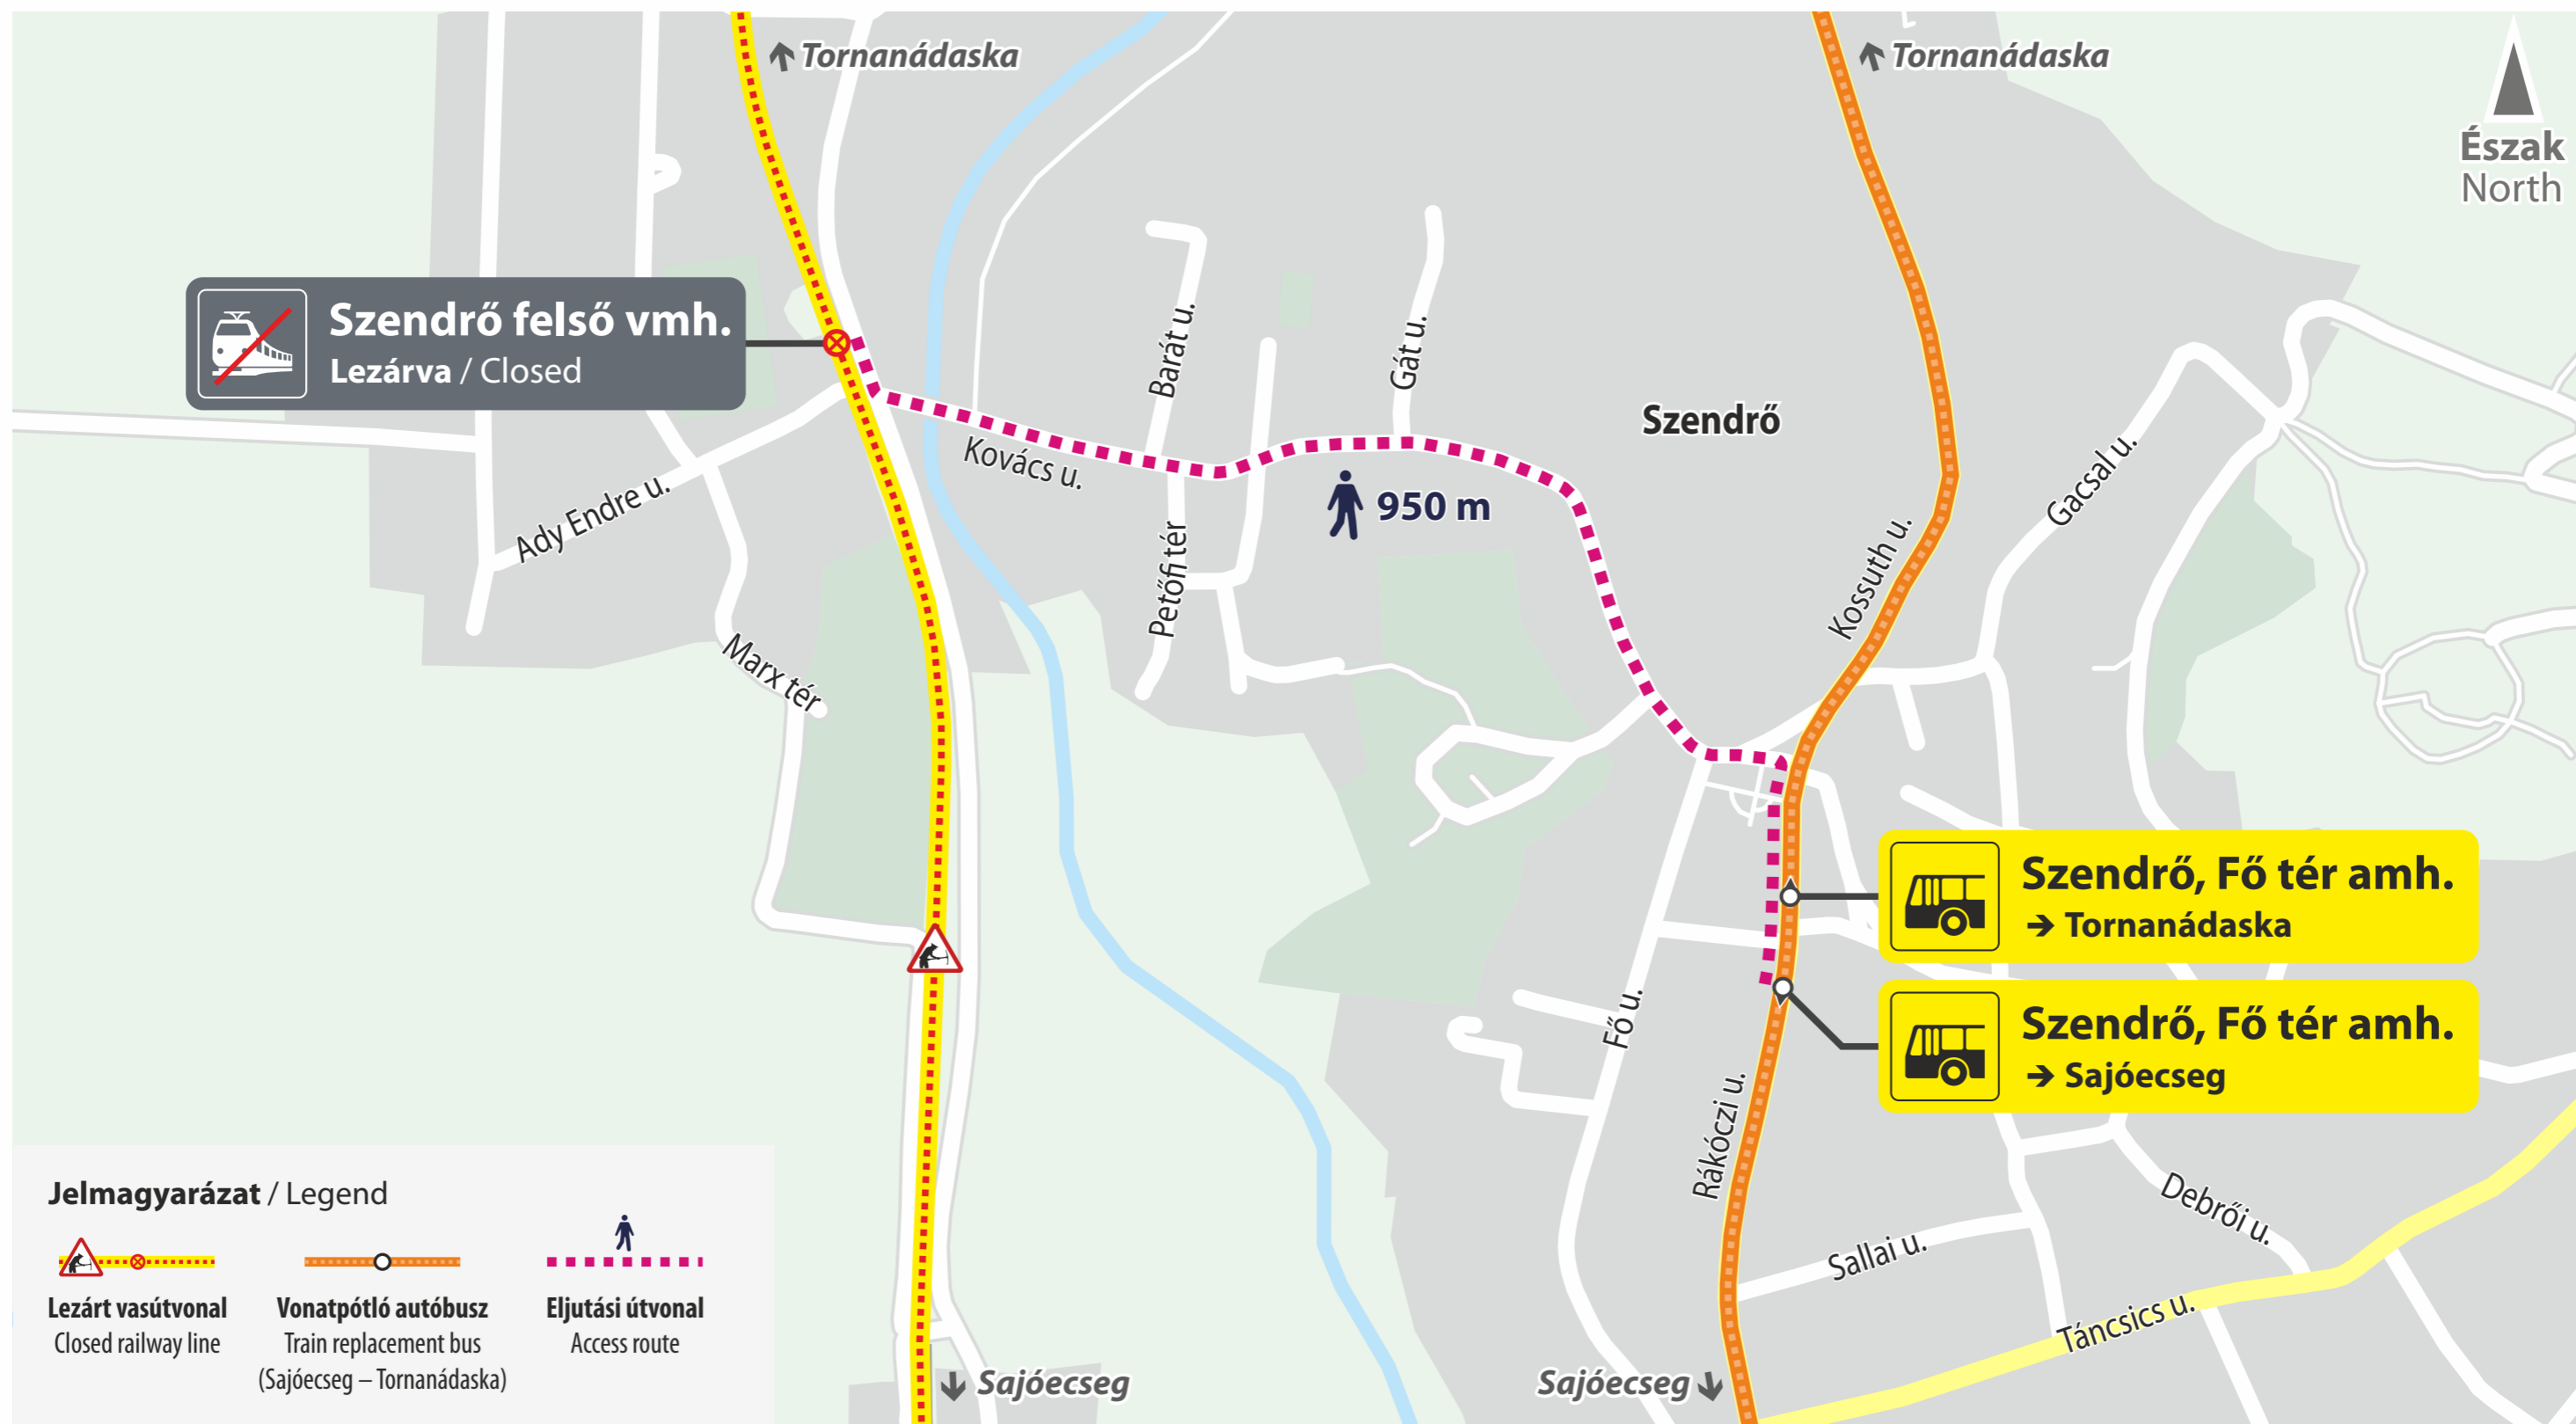 Tornanádaska
Tornanádaska
Észak
North
Szendrő felső vmh.
Lezárva / Closed
Barát u.
Gát u.
Szendrő
Kovács u.
950 m
Gacsal u.
Ady Endre u.
Petőfi tér
Kossuth u.
Marx tér
Szendrő, Fő tér amh.
→ Tornanádaska
Szendrő, Fő tér amh.
→ Sajóecseg
Fő u.
Rákóczi u.
Debrői u.
Sallai u.
Táncsics u.
Sajóecseg
Sajóecseg
Jelmagyarázat / Legend
Lezárt vasútvonal
Closed railway line
Vonatpótló autóbusz
Train replacement bus
(Sajóecseg – Tornanádaska)
Eljutási útvonal
Access route